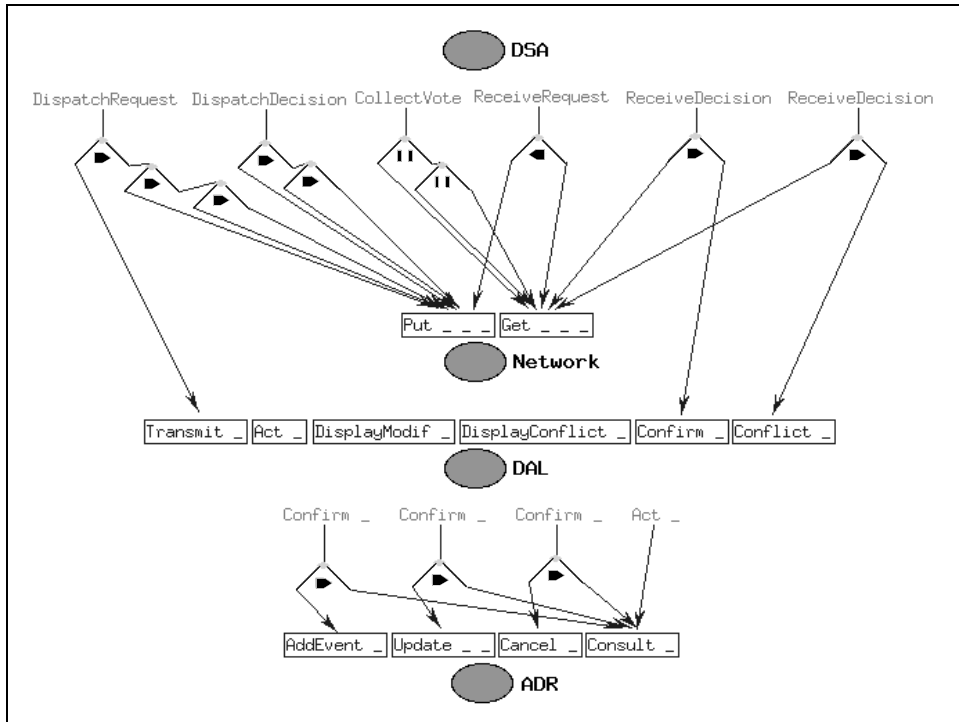 DSA
DispatchRequest DispatchDecision CollectVote ReceiveRequest ReceiveDecision ReceiveDecision
Put _ _ _ Get _ _ _
Network
Transmit _ Act _ DisplayModif _ DisplayConflict _ Confirm _ Conflict _
DAL
Confirm _ Confirm _ Confirm _ Act _
AddEvent _ Update _ _ Cancel _ Consult _
ADR